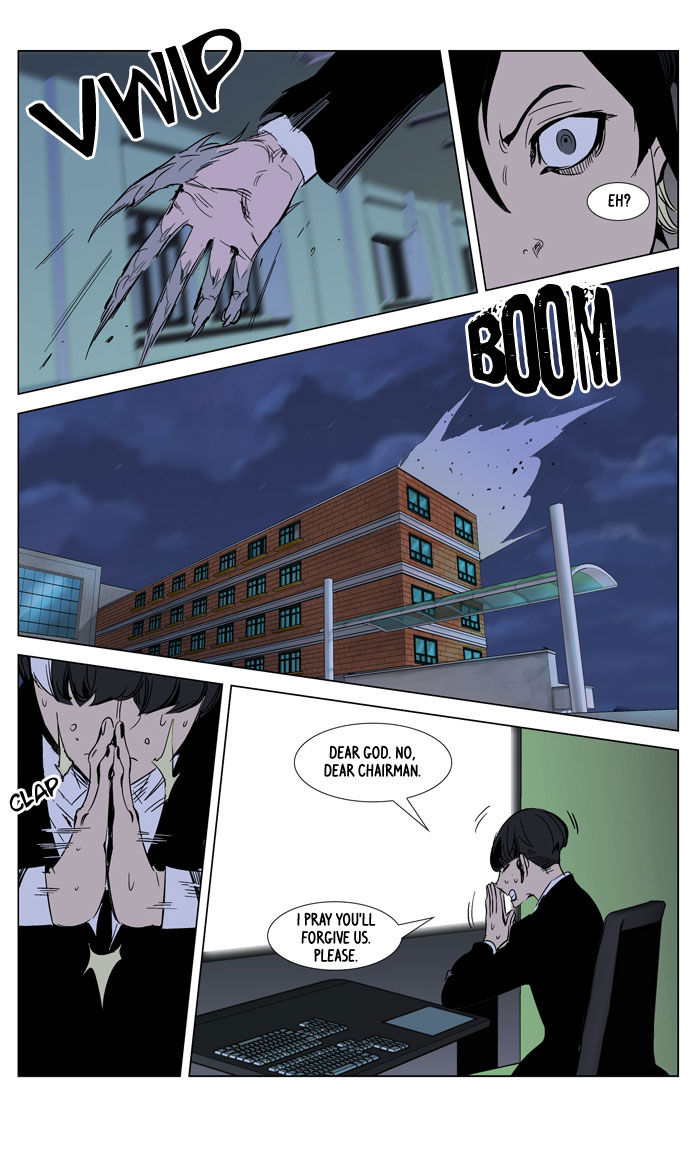 VWIP
EH?
BOOM
CLAP
DEAR GOD. NO,
DEAR CHAIRMAN.
I PRAY YOU'LL
FORGIVE US.
PLEASE.